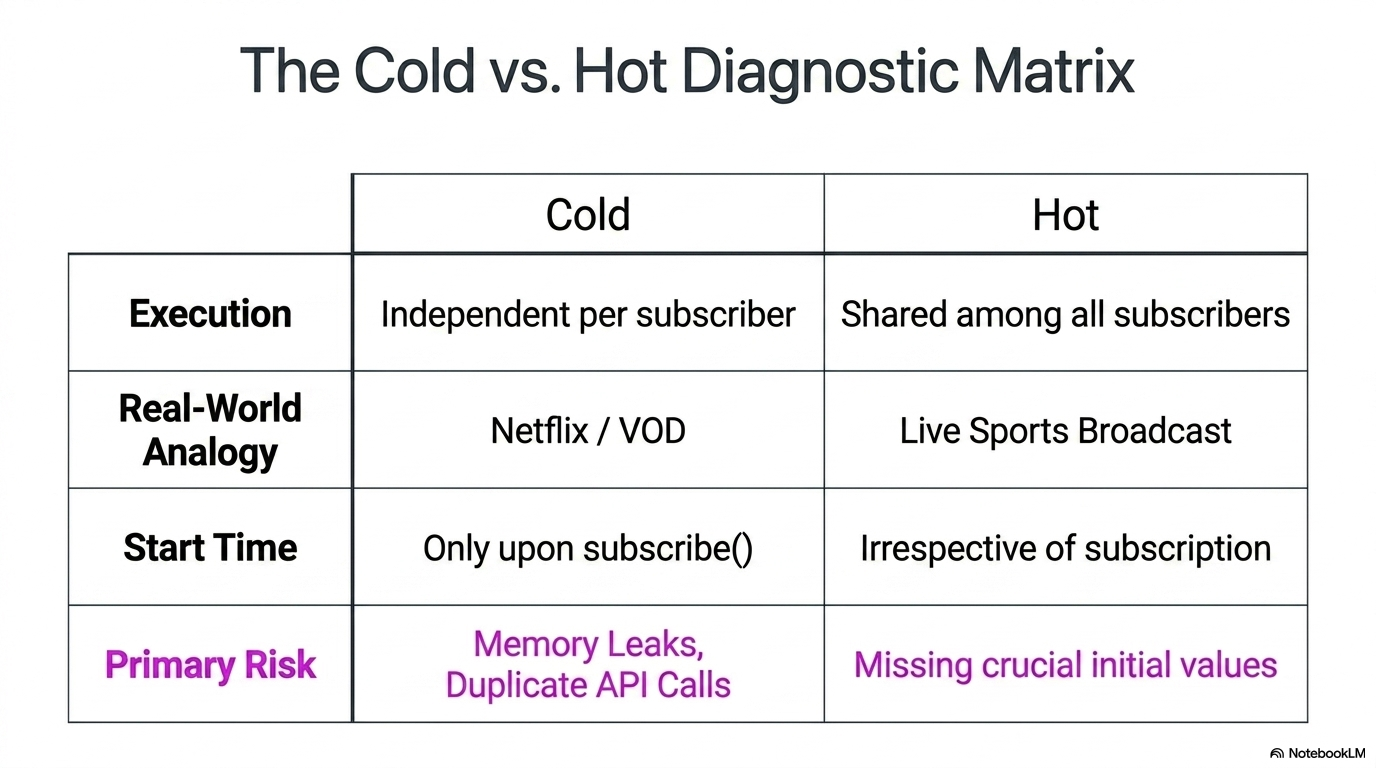 The Cold vs. Hot Diagnostic Matrix
Cold
Hot
Execution
Independent per subscriber
Shared among all subscribers
Real-World
Analogy
Netflix / VOD
Live Sports Broadcast
Start Time
Only upon subscribe()
Irrespective of subscription
Primary Risk
Memory Leaks,
Duplicate API Calls
Missing crucial initial values
NotebookLM